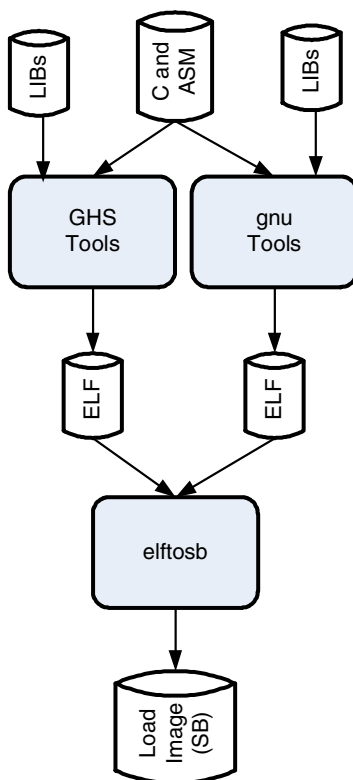 LIBs
C and
ASM
LIBs
GHS
Tools
gnu
Tools
ELF
ELF
elftosb
Load
Image
(SB)